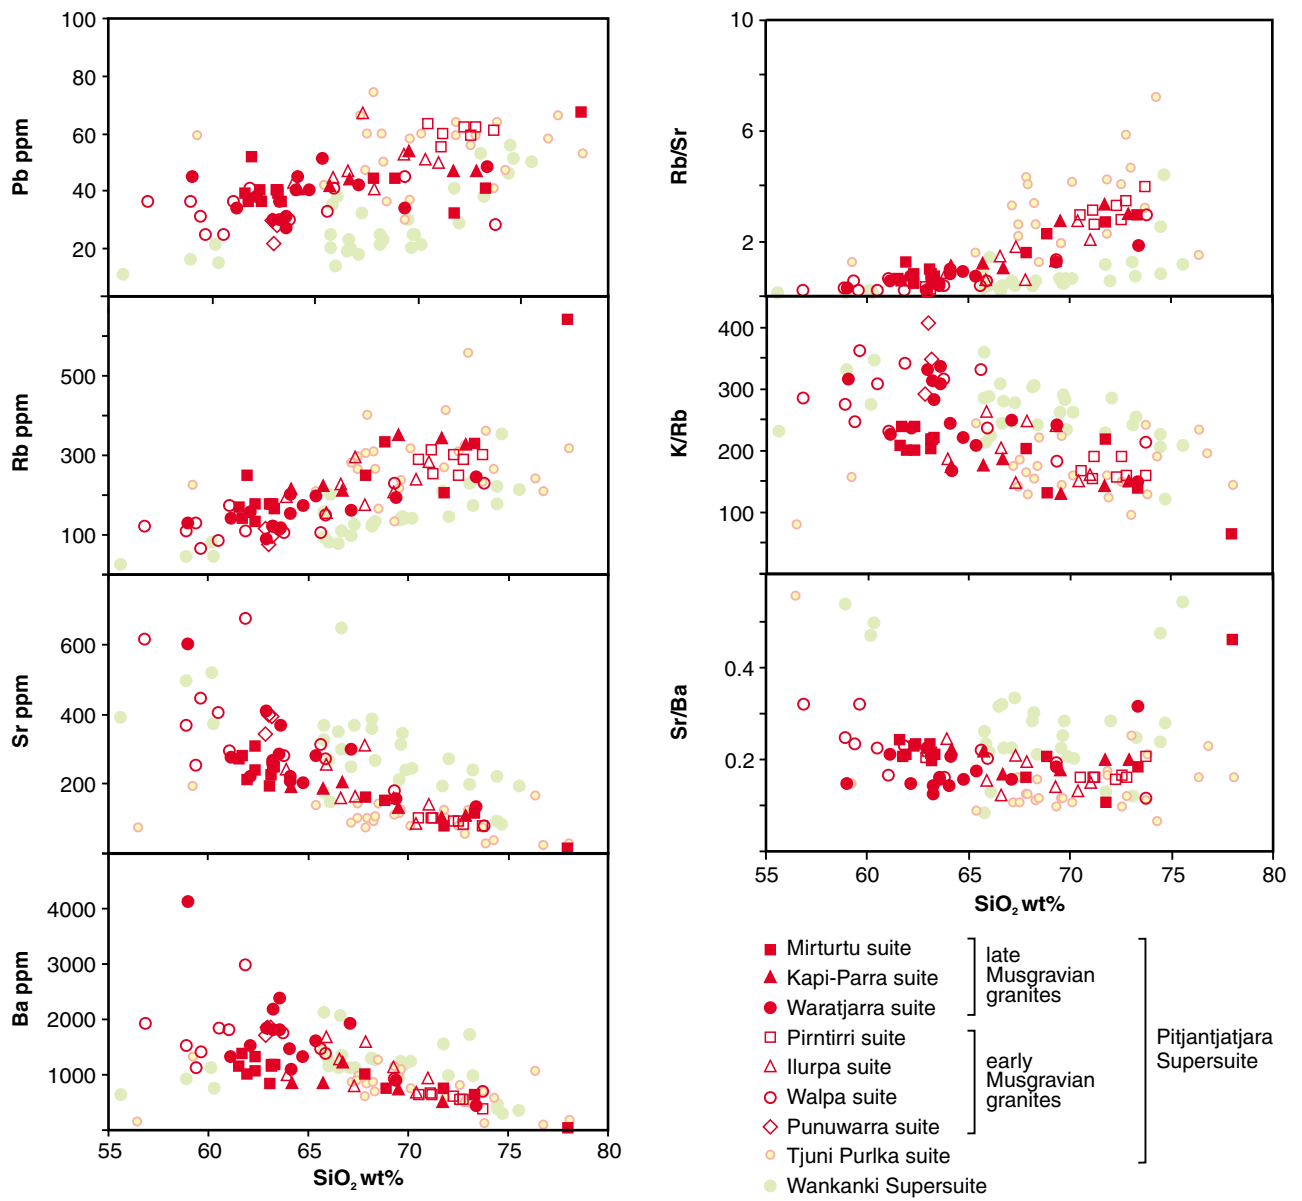 100
80
60
40
20
Pb ppm
500
300
100
Rb ppm
600
400
200
Sr ppm
4000
3000
2000
1000
Ba ppm
55 60 65 70 75 80
SiO₂ wt%
10
6
2
Rb/Sr
400
300
200
100
K/Rb
0.4
0.2
Sr/Ba
55 60 65 70 75 80
SiO₂ wt%
Mirturtu suite
Kapi-Parra suite
Waratjarra suite
late
Musgravian
granites
Pirntirri suite
Ilurpa suite
Walpa suite
Punuwarra suite
early
Musgravian
granites
Tjuni Purlka suite
Pitjantjatjara
Supersuite
Wankanki Supersuite